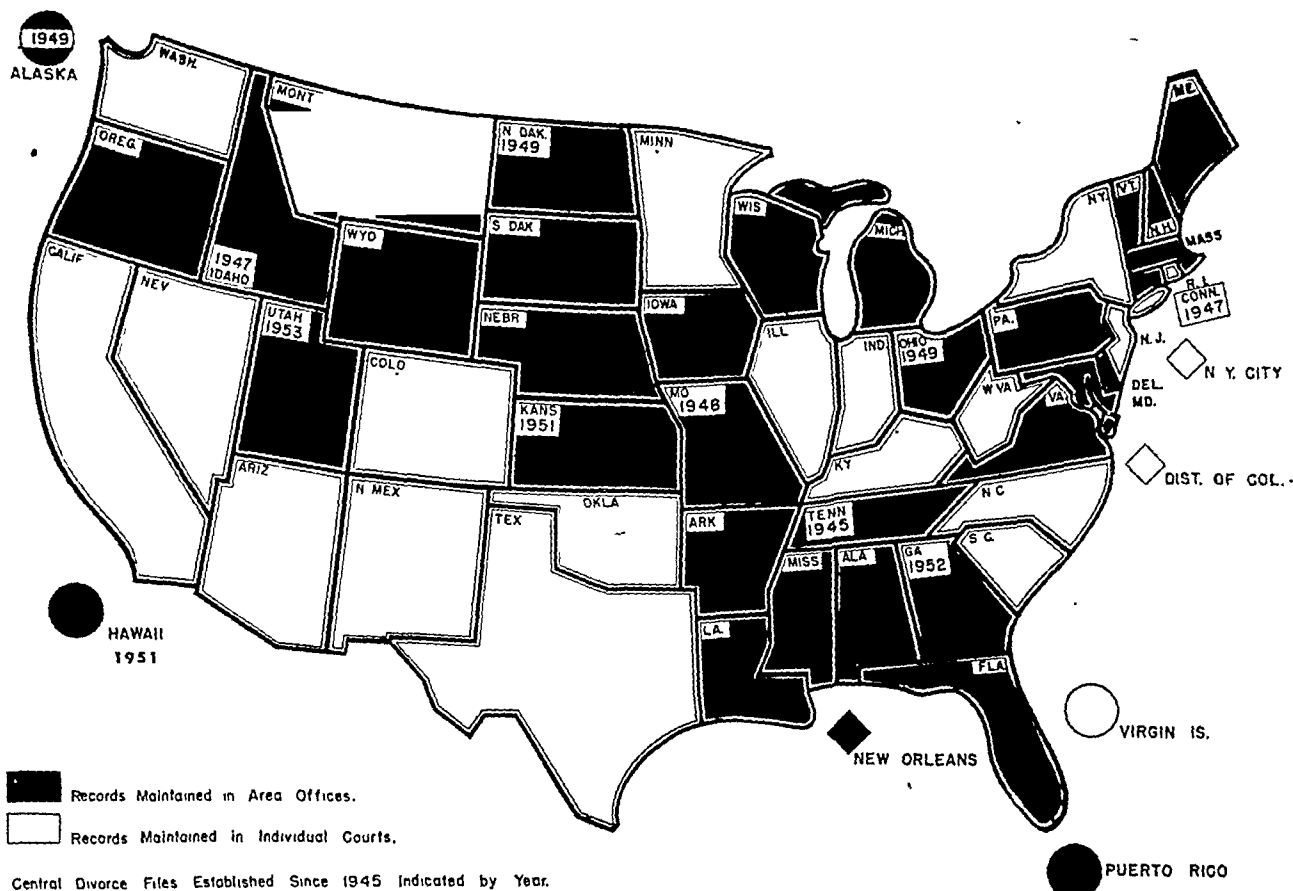 1949
ALASKA
WASH.
MONT
N DAK.
1949
MINN
OREG.
ME.
WIS
MICH
N.Y.
VT.
N.H.
MASS
R.I.
CONN.
1947
S DAK
WYD
1947
IDAHO
CALIF
NEV
UTAH
1953
NEBR
IOWA
ILL
IND.
OHIO
1949
PA.
N.J.
N Y. CITY
COLO
KANS
1951
MO
1948
W VA
VA.
DEL.
MD.
KY
DIST. OF COL.
ARIZ
N MEX
OKLA
TEX
ARK
TENN
1945
N C
S C.
MISS
ALA
GA
1952
LA.
FLA
HAWAII
1951
NEW ORLEANS
VIRGIN IS.
PUERTO RICO
Records Maintained in Area Offices.
Records Maintained in Individual Courts.
Central Divorce Files Established Since 1945 Indicated by Year.